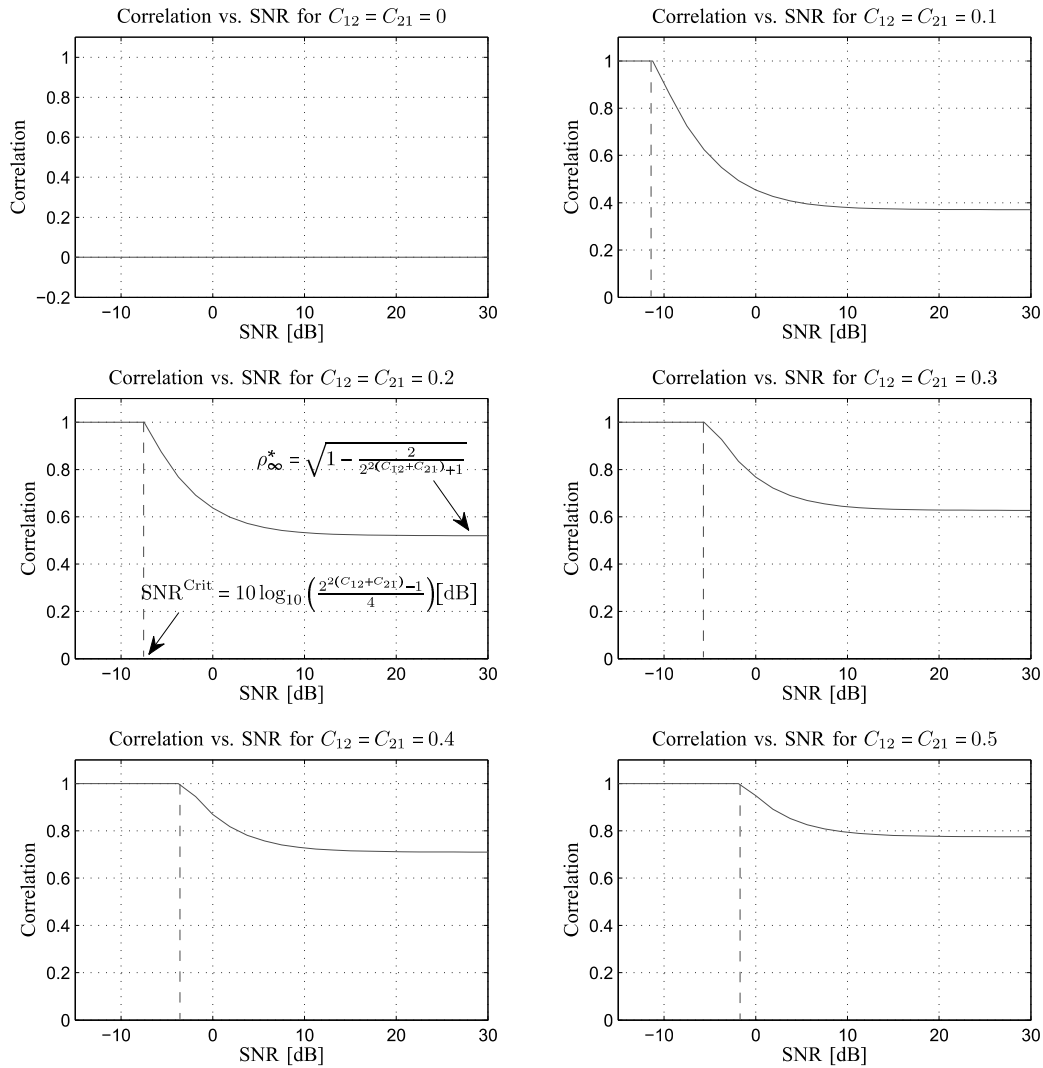 Correlation vs. SNR for C₁₂ = C₂₁ = 0
Correlation
1
0.8
0.6
0.4
0.2
0
−0.2
−10 0 10 20 30
SNR [dB]
Correlation vs. SNR for C₁₂ = C₂₁ = 0.1
Correlation
1
0.8
0.6
0.4
0.2
0
−10 0 10 20 30
SNR [dB]
Correlation vs. SNR for C₁₂ = C₂₁ = 0.2
Correlation
1
0.8
0.6
0.4
0.2
0
ρ*∞ = √(1 − 2/(2^{2(C₁₂+C₂₁)}+1))
SNR^Crit = 10 log₁₀ ((2^{2(C₁₂+C₂₁)}−1)/4)[dB]
−10 0 10 20 30
SNR [dB]
Correlation vs. SNR for C₁₂ = C₂₁ = 0.3
Correlation
1
0.8
0.6
0.4
0.2
0
−10 0 10 20 30
SNR [dB]
Correlation vs. SNR for C₁₂ = C₂₁ = 0.4
Correlation
1
0.8
0.6
0.4
0.2
0
−10 0 10 20 30
SNR [dB]
Correlation vs. SNR for C₁₂ = C₂₁ = 0.5
Correlation
1
0.8
0.6
0.4
0.2
0
−10 0 10 20 30
SNR [dB]